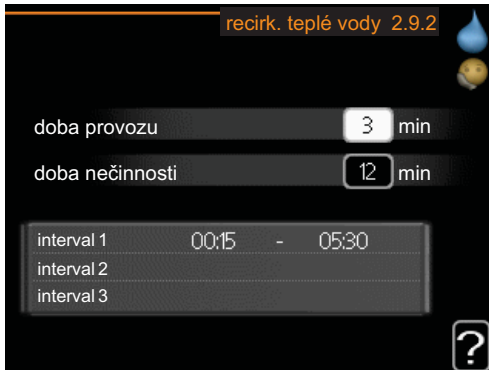 recirk. teplé vody 2.9.2
doba provozu 3 min
doba nečinnosti 12 min
interval 1 00:15 - 05:30
interval 2
interval 3
?